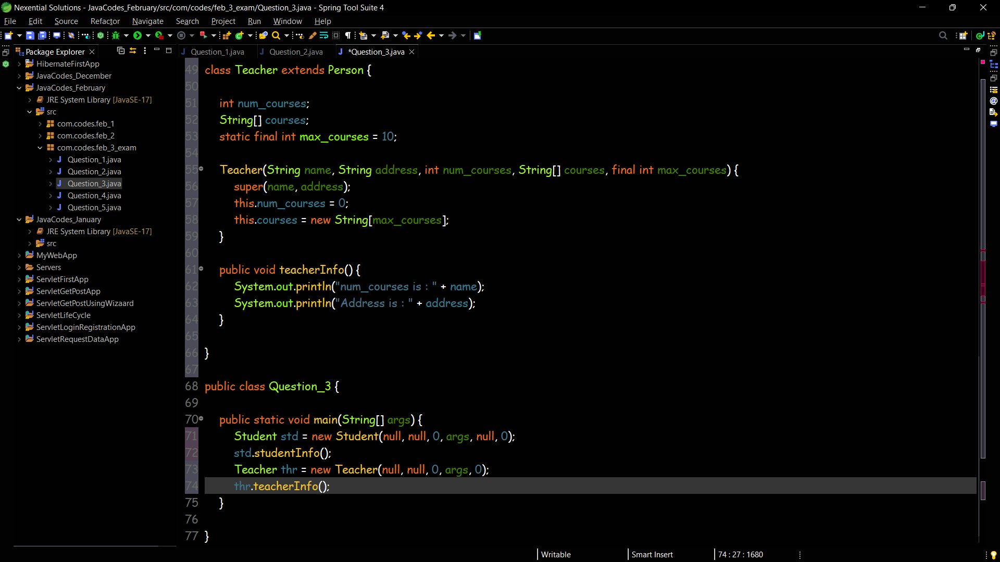 Nexential Solutions - JavaCodes_February/src/com/codes/feb_3_exam/Question_3.java - Spring Tool Suite 4
File Edit Source Refactor Navigate Search Project Run Window Help
Package Explorer
Question_1.java Question_2.java *Question_3.java
HibernateFirstApp
JavaCodes_December
JavaCodes_February
JRE System Library [JavaSE-17]
src
com.codes.feb_1
com.codes.feb_2
com.codes.feb_3_exam
Question_1.java
Question_2.java
Question_3.java
Question_4.java
Question_5.java
JavaCodes_January
JRE System Library [JavaSE-17]
src
MyWebApp
Servers
ServletFirstApp
ServletGetPostApp
ServletGetPostUsingWizaard
ServletLifeCycle
ServletLoginRegistrationApp
ServletRequestDataApp
49 class Teacher extends Person {
50
51 int num_courses;
52 String[] courses;
53 static final int max_courses = 10;
54
55 Teacher(String name, String address, int num_courses, String[] courses, final int max_courses) {
56 super(name, address);
57 this.num_courses = 0;
58 this.courses = new String[max_courses];
59 }
60
61 public void teacherInfo() {
62 System.out.println("num_courses is : " + name);
63 System.out.println("Address is : " + address);
64 }
65
66 }
67
68 public class Question_3 {
69
70 public static void main(String[] args) {
71 Student std = new Student(null, null, 0, args, null, 0);
72 std.studentInfo();
73 Teacher thr = new Teacher(null, null, 0, args, 0);
74 thr.teacherInfo();
75 }
76
77 }
Writable Smart Insert 74 : 27 : 1680